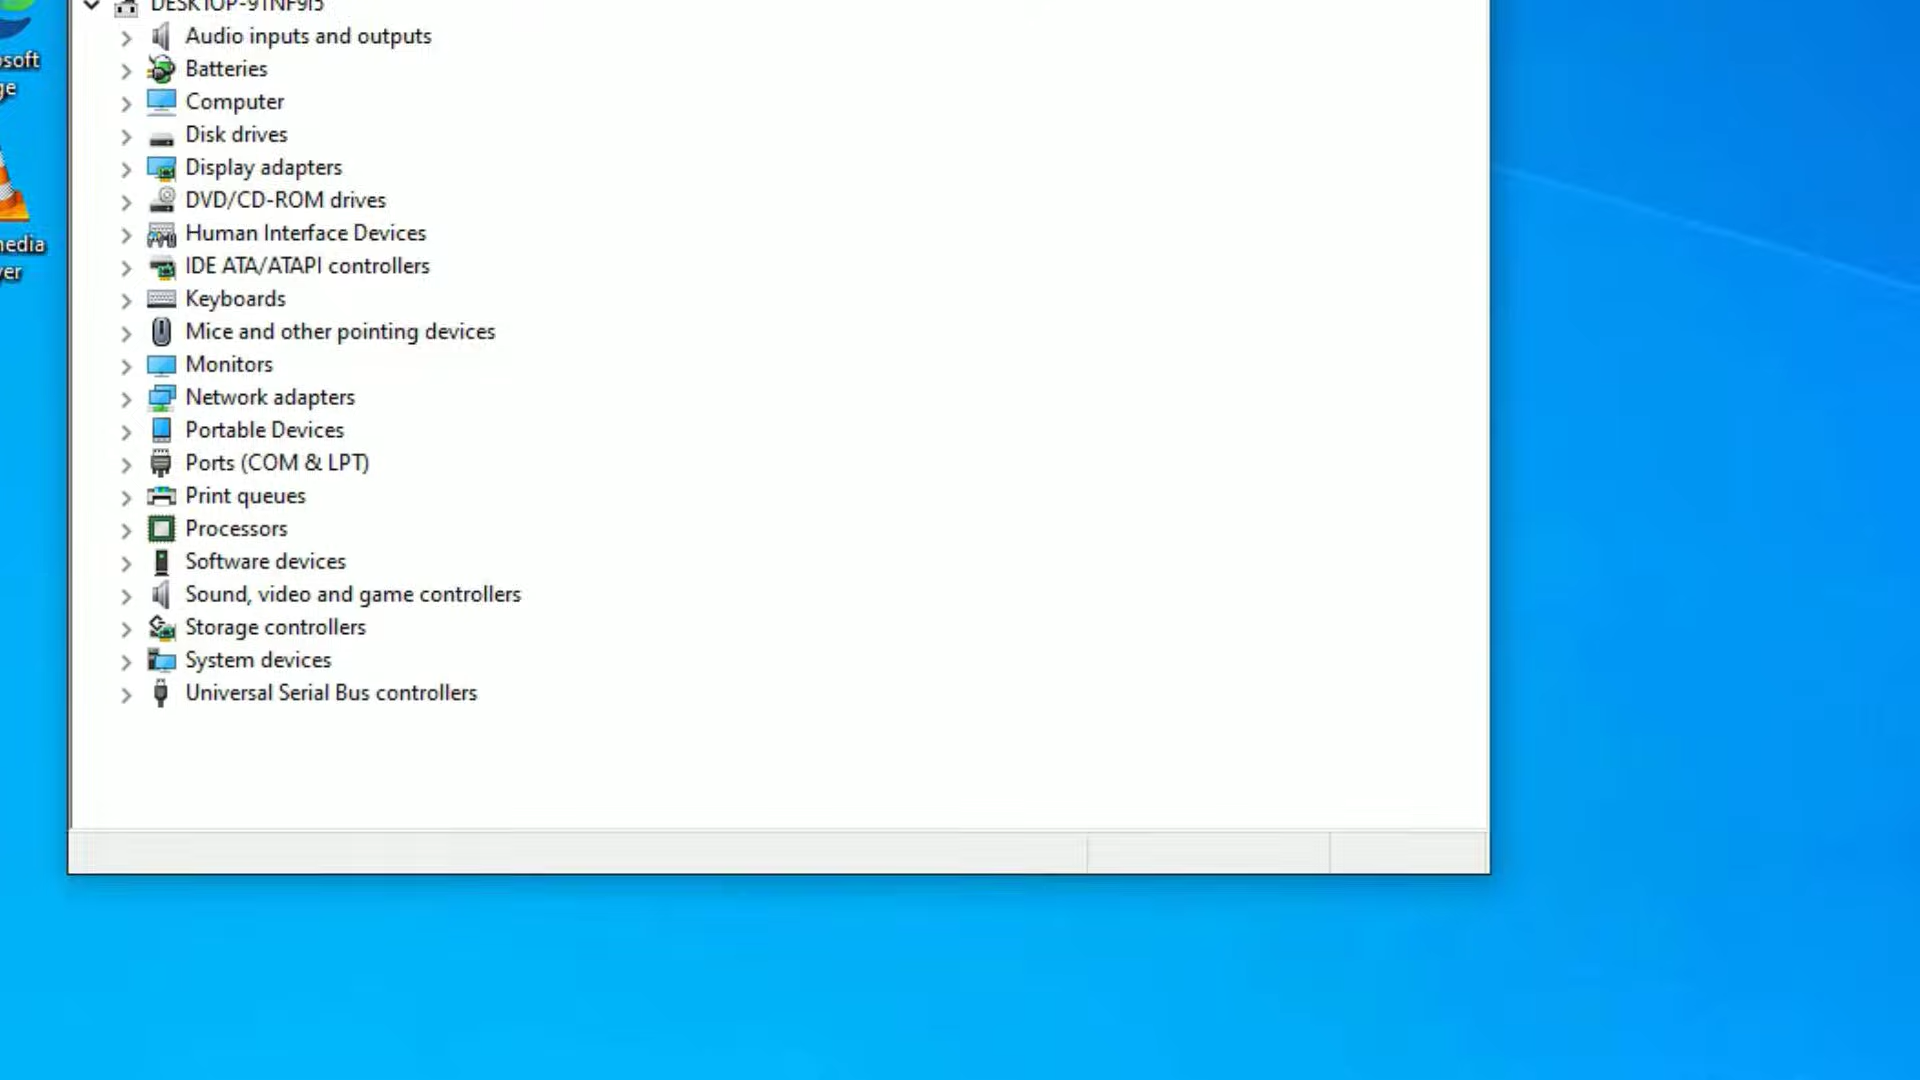 Audio inputs and outputs
Batteries
Computer
Disk drives
Display adapters
DVD/CD-ROM drives
Human Interface Devices
IDE ATA/ATAPI controllers
Keyboards
Mice and other pointing devices
Monitors
Network adapters
Portable Devices
Ports (COM & LPT)
Print queues
Processors
Software devices
Sound, video and game controllers
Storage controllers
System devices
Universal Serial Bus controllers